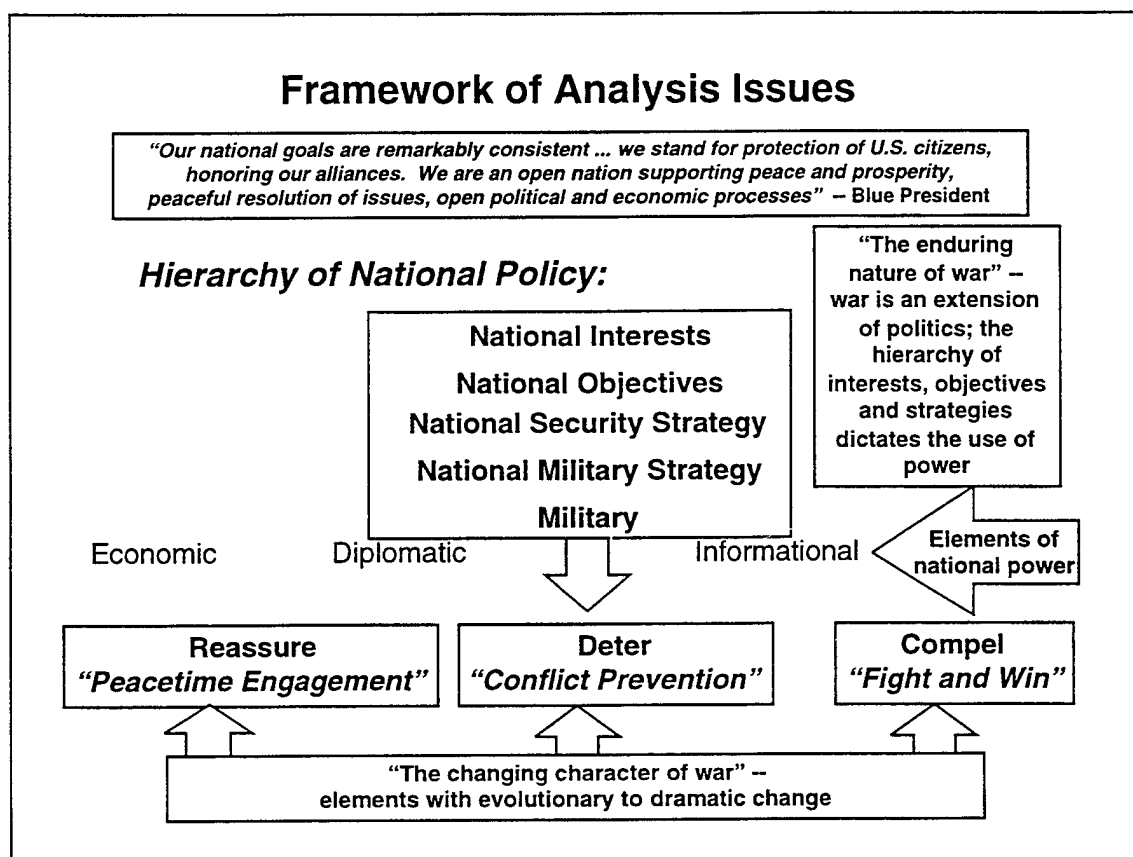 Framework of Analysis Issues
“Our national goals are remarkably consistent ... we stand for protection of U.S. citizens,
honoring our alliances. We are an open nation supporting peace and prosperity,
peaceful resolution of issues, open political and economic processes” – Blue President
Hierarchy of National Policy:
National Interests
National Objectives
National Security Strategy
National Military Strategy
Military
“The enduring
nature of war” –
war is an extension
of politics; the
hierarchy of
interests, objectives
and strategies
dictates the use of
power
Economic
Diplomatic
Informational
Elements of
national power
Reassure
“Peacetime Engagement”
Deter
“Conflict Prevention”
Compel
“Fight and Win”
“The changing character of war” --
elements with evolutionary to dramatic change